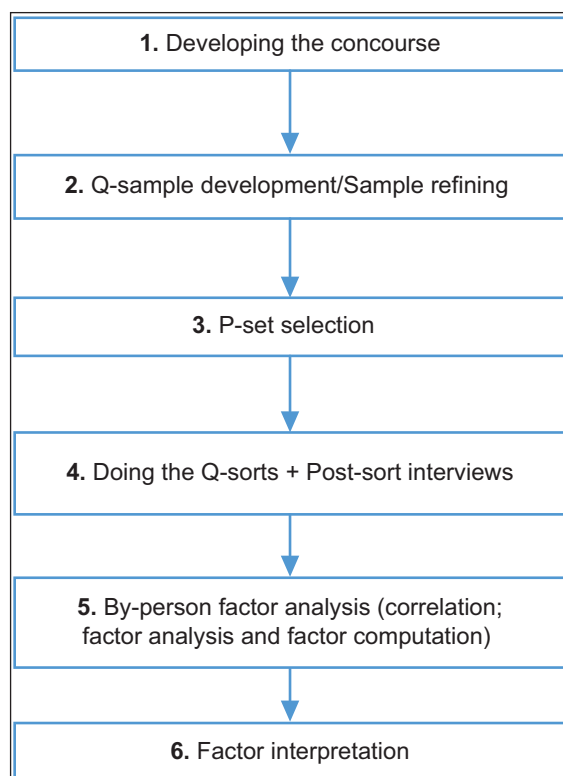 1. Developing the concourse
2. Q-sample development/Sample refining
3. P-set selection
4. Doing the Q-sorts + Post-sort interviews
5. By-person factor analysis (correlation;
factor analysis and factor computation)
6. Factor interpretation